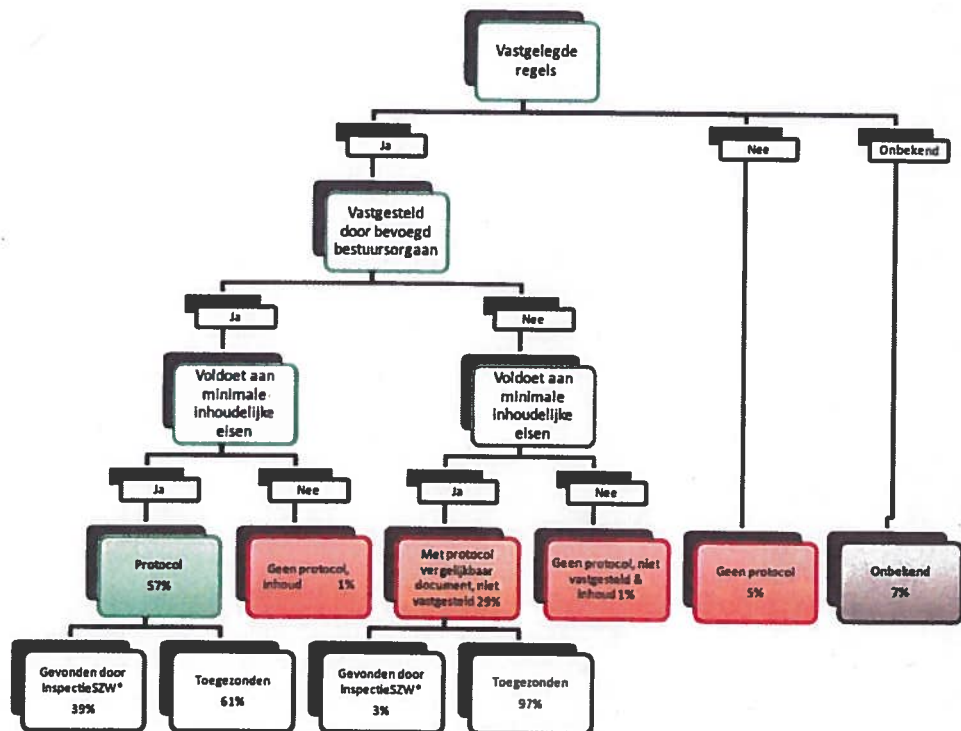 Vastgelegde
regels
Ja
Nee
Onbekend
Vastgesteld
door bevoegd
bestuursorgaan
Ja
Nee
Voldoet aan
minimale
inhoudelijke
eisen
Voldoet aan
minimale
inhoudelijke
eisen
Ja
Nee
Ja
Nee
Protocol
57%
Geen protocol,
inhoud 1%
Met protocol
vergelijkbaar
document, niet
vastgesteld 29%
Geen protocol, niet
vastgesteld &
inhoud 1%
Geen protocol
5%
Onbekend
7%
Gevonden door
InspectieSZW*
39%
Toegezonden
61%
Gevonden door
InspectieSZW*
3%
Toegezonden
97%